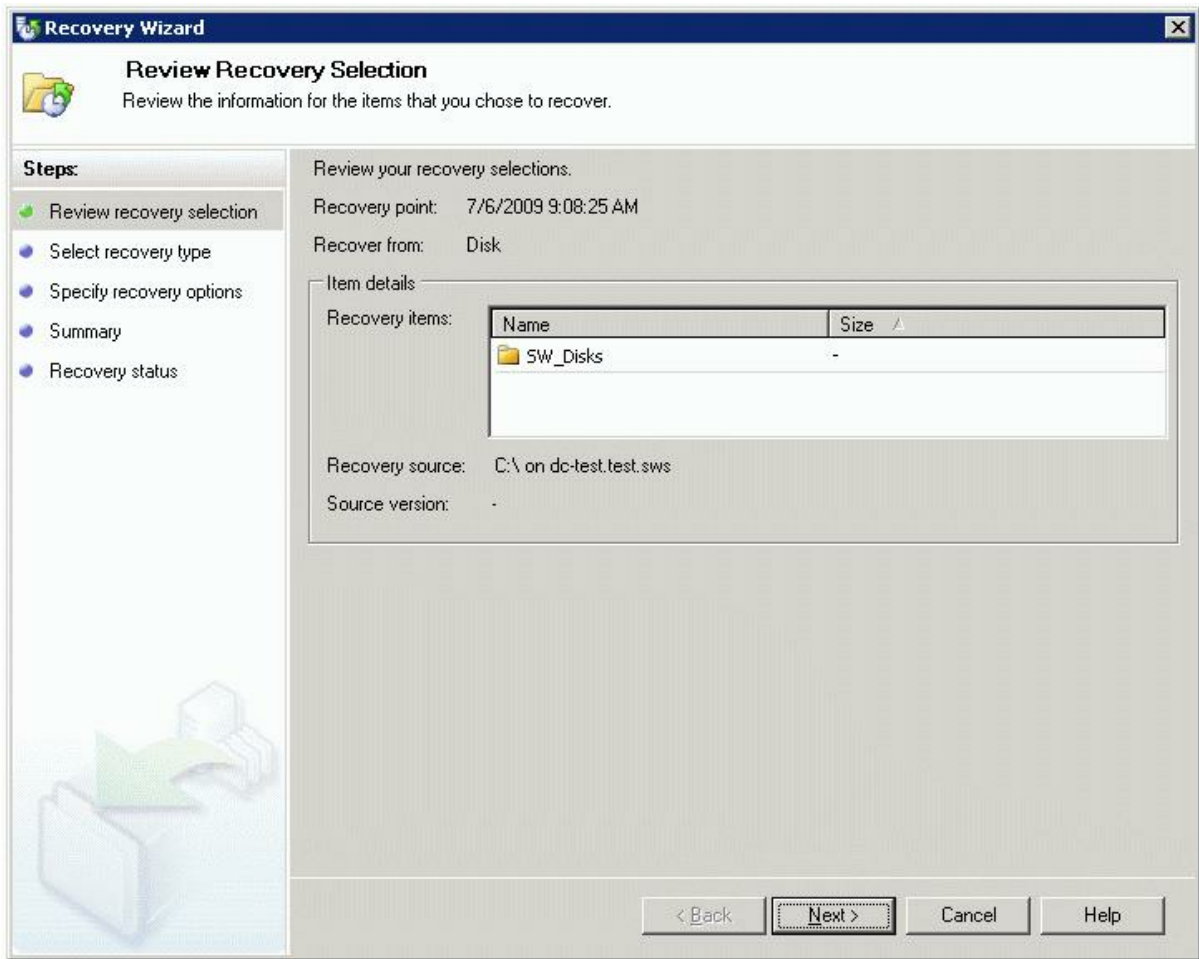 Recovery Wizard
Review Recovery Selection
Review the information for the items that you chose to recover.
Steps:
Review recovery selection
Select recovery type
Specify recovery options
Summary
Recovery status
Review your recovery selections.
Recovery point: 7/6/2009 9:08:25 AM
Recover from: Disk
Item details
Recovery items:
Name Size
SW_Disks -
Recovery source: C:\ on dc-test.test.sws
Source version: -
< Back Next > Cancel Help